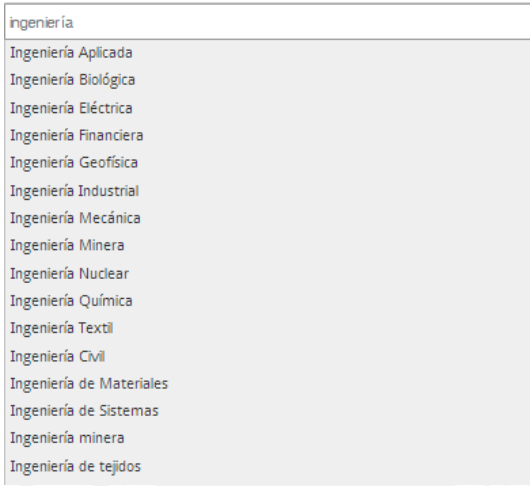 ingeniería
Ingeniería Aplicada
Ingeniería Biológica
Ingeniería Eléctrica
Ingeniería Financiera
Ingeniería Geofísica
Ingeniería Industrial
Ingeniería Mecánica
Ingeniería Minera
Ingeniería Nuclear
Ingeniería Química
Ingeniería Textil
Ingeniería Civil
Ingeniería de Materiales
Ingeniería de Sistemas
Ingeniería minera
Ingeniería de tejidos